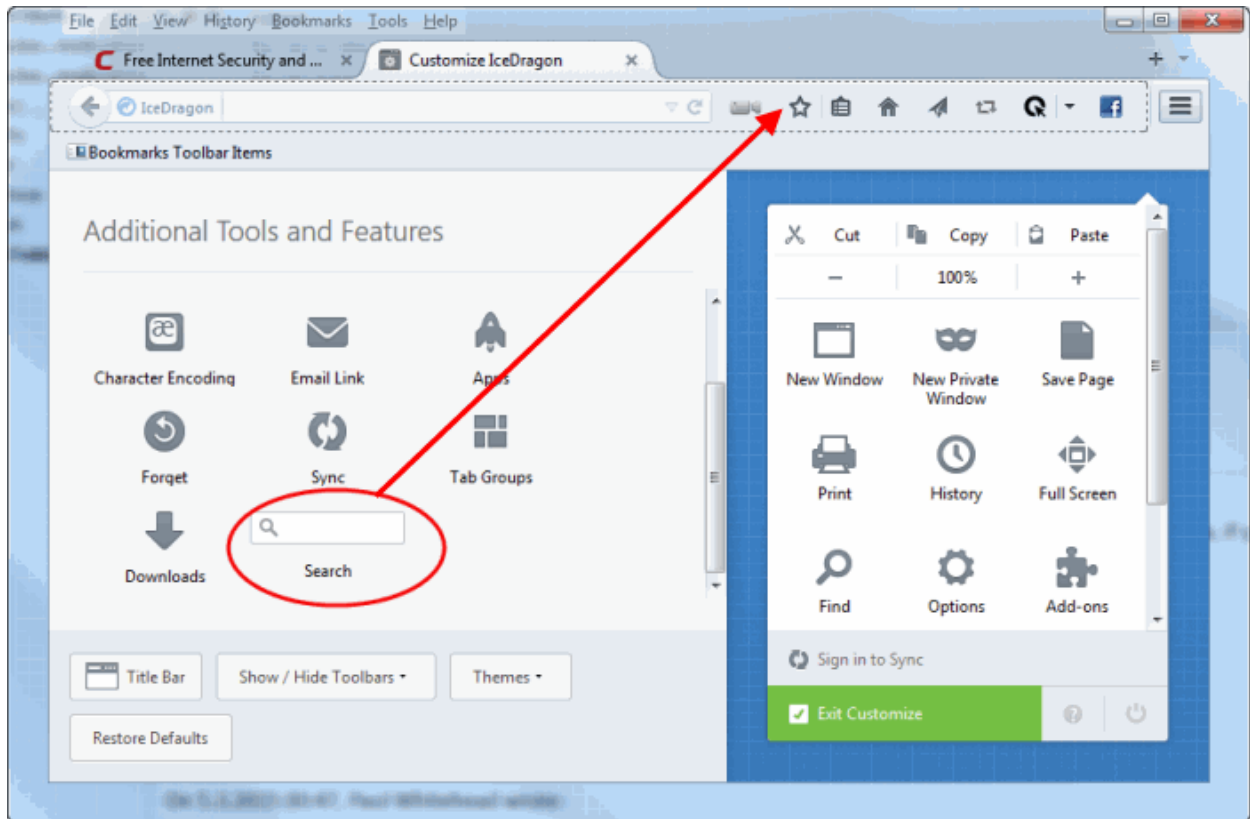 File Edit View History Bookmarks Tools Help
Free Internet Security and ... Customize IceDragon
IceDragon
Bookmarks Toolbar Items
Additional Tools and Features
Character Encoding Email Link Apps
Forget Sync Tab Groups
Downloads Search
Title Bar Show / Hide Toolbars Themes
Restore Defaults
Cut Copy Paste
− 100% +
New Window New Private Window Save Page
Print History Full Screen
Find Options Add-ons
Sign in to Sync
Exit Customize